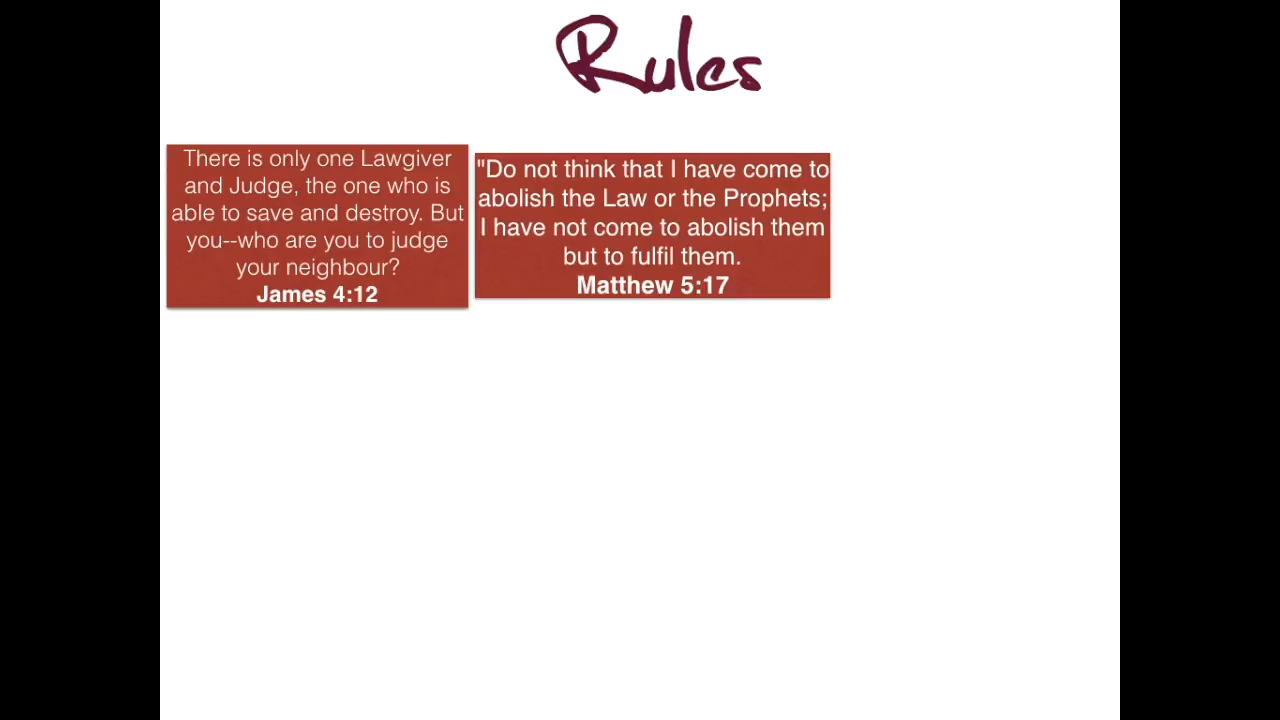 Rules
There is only one Lawgiver
and Judge, the one who is
able to save and destroy. But
you--who are you to judge
your neighbour?
James 4:12
"Do not think that I have come to
abolish the Law or the Prophets;
I have not come to abolish them
but to fulfil them.
Matthew 5:17